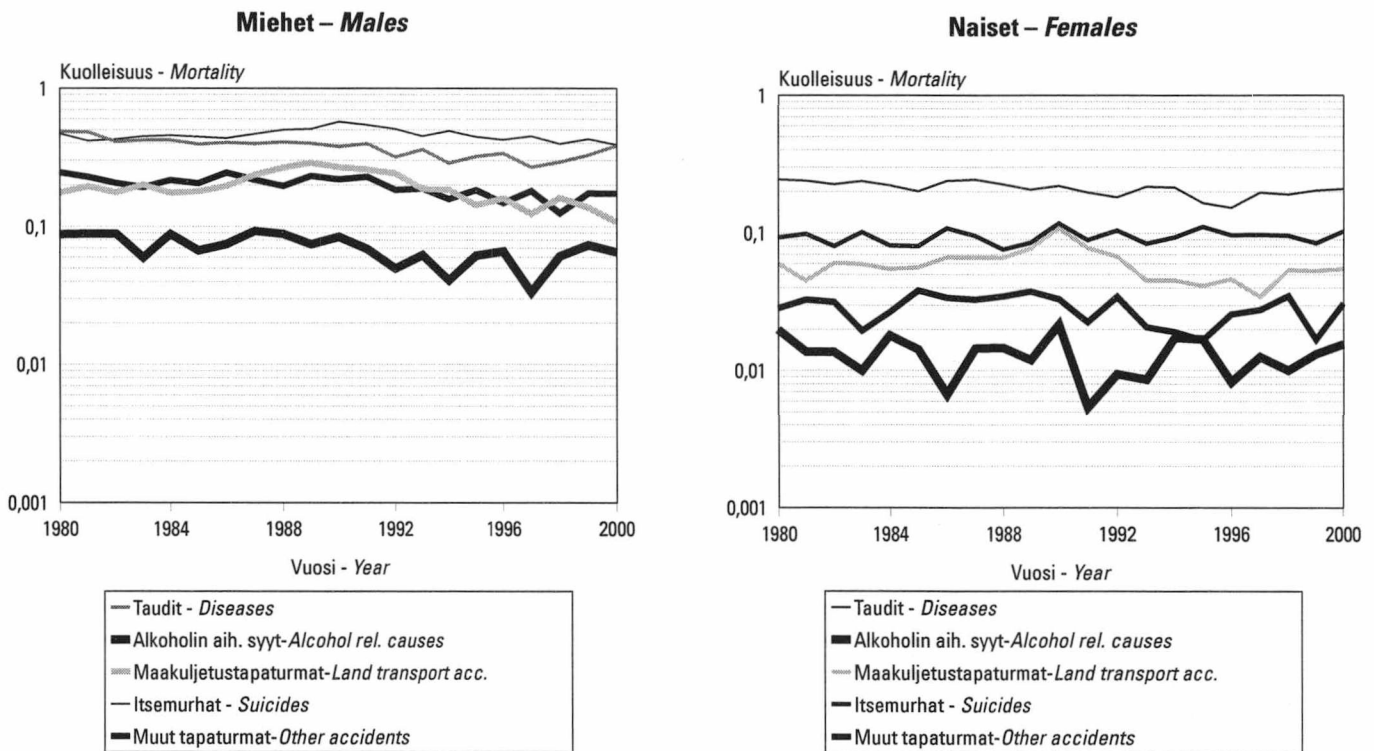 Miehet – Males
Kuolleisuus - Mortality
1
0,1
0,01
0,001
1980 1984 1988 1992 1996 2000
Vuosi - Year
Taudit - Diseases
Alkoholin aih. syyt-Alcohol rel. causes
Maakuljetustapaturmat-Land transport acc.
Itsemurhat - Suicides
Muut tapaturmat-Other accidents
Naiset – Females
Kuolleisuus - Mortality
1
0,1
0,01
0,001
1980 1984 1988 1992 1996 2000
Vuosi - Year
Taudit - Diseases
Alkoholin aih. syyt-Alcohol rel. causes
Maakuljetustapaturmat-Land transport acc.
Itsemurhat - Suicides
Muut tapaturmat-Other accidents